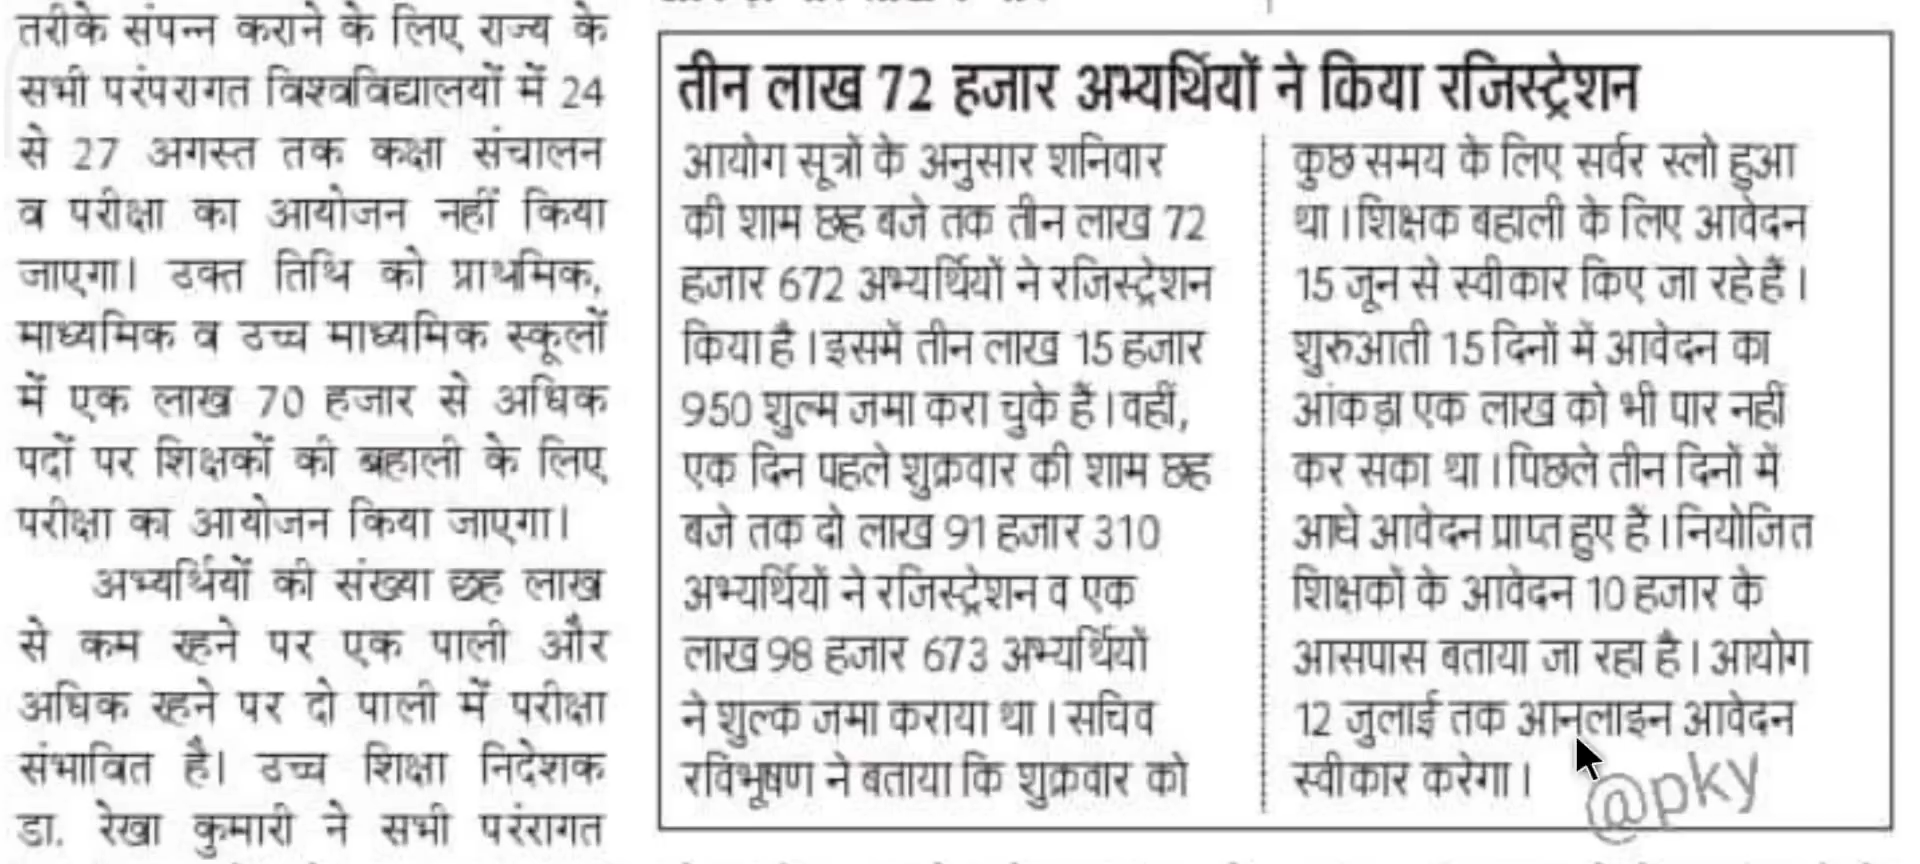 तरीके संपन्न कराने के लिए राज्य के
सभी परंपरागत विश्वविद्यालयों में 24
से 27 अगस्त तक कक्षा संचालन
व परीक्षा का आयोजन नहीं किया
जाएगा। उक्त तिथि को प्राथमिक,
माध्यमिक व उच्च माध्यमिक स्कूलों
में एक लाख 70 हजार से अधिक
पदों पर शिक्षकों की बहाली के लिए
परीक्षा का आयोजन किया जाएगा।
अभ्यर्थियों की संख्या छह लाख
से कम रहने पर एक पाली और
अधिक रहने पर दो पाली में परीक्षा
संभावित है। उच्च शिक्षा निदेशक
डा. रेखा कुमारी ने सभी परंरागत
तीन लाख 72 हजार अभ्यर्थियों ने किया रजिस्ट्रेशन
आयोग सूत्रों के अनुसार शनिवार
की शाम छह बजे तक तीन लाख 72
हजार 672 अभ्यर्थियों ने रजिस्ट्रेशन
किया है । इसमें तीन लाख 15 हजार
950 शुल्म जमा करा चुके हैं । वहीं,
एक दिन पहले शुक्रवार की शाम छह
बजे तक दो लाख 91 हजार 310
अभ्यर्थियों ने रजिस्ट्रेशन व एक
लाख 98 हजार 673 अभ्यर्थियों
ने शुल्क जमा कराया था । सचिव
रविभूषण ने बताया कि शुक्रवार को
कुछ समय के लिए सर्वर स्लो हुआ
था । शिक्षक बहाली के लिए आवेदन
15 जून से स्वीकार किए जा रहे हैं ।
शुरुआती 15 दिनों में आवेदन का
आंकड़ा एक लाख को भी पार नहीं
कर सका था । पिछले तीन दिनों में
आधे आवेदन प्राप्त हुए हैं । नियोजित
शिक्षकों के आवेदन 10 हजार के
आसपास बताया जा रहा है । आयोग
12 जुलाई तक आनलाइन आवेदन
स्वीकार करेगा ।
@pky